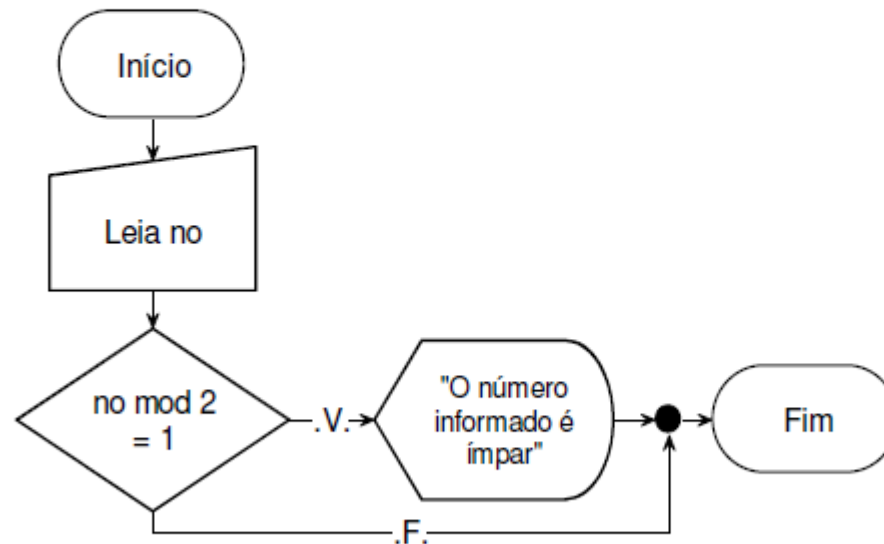 Início
Leia no
no mod 2
= 1
.V.
"O número
informado é
ímpar"
Fim
.F.